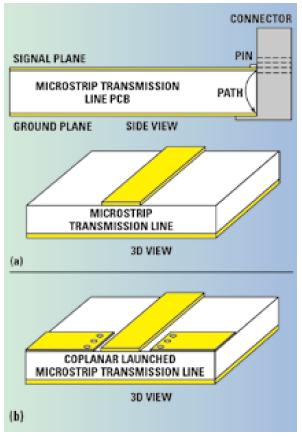 CONNECTOR
SIGNAL PLANE
PIN
MICROSTRIP TRANSMISSION
LINE PCB
PATH
GROUND PLANE
SIDE VIEW
MICROSTRIP
TRANSMISSION LINE
3D VIEW
(a)
COPLANAR LAUNCHED
MICROSTRIP TRANSMISSION LINE
3D VIEW
(b)